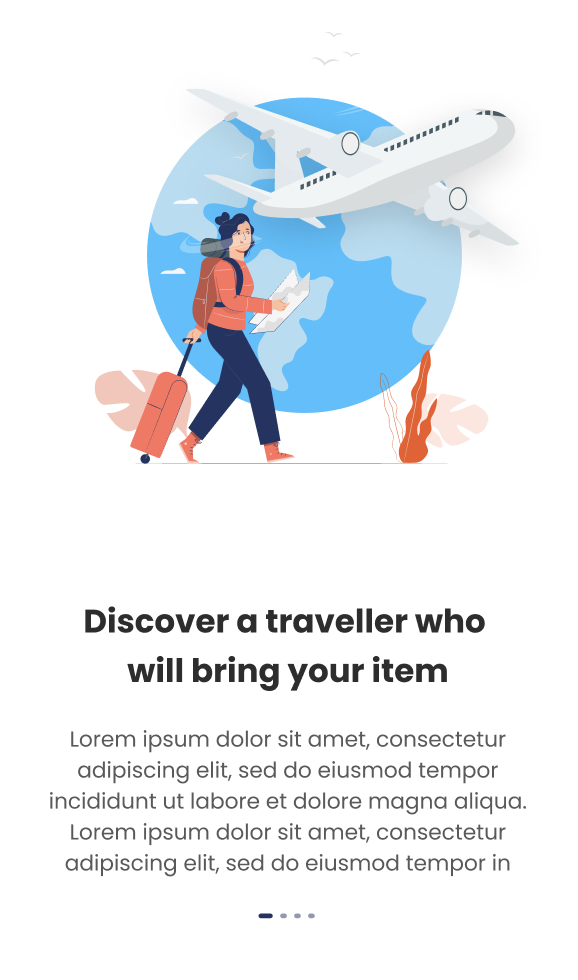 Discover a traveller who
will bring your item
Lorem ipsum dolor sit amet, consectetur
adipiscing elit, sed do eiusmod tempor
incididunt ut labore et dolore magna aliqua.
Lorem ipsum dolor sit amet, consectetur
adipiscing elit, sed do eiusmod tempor in